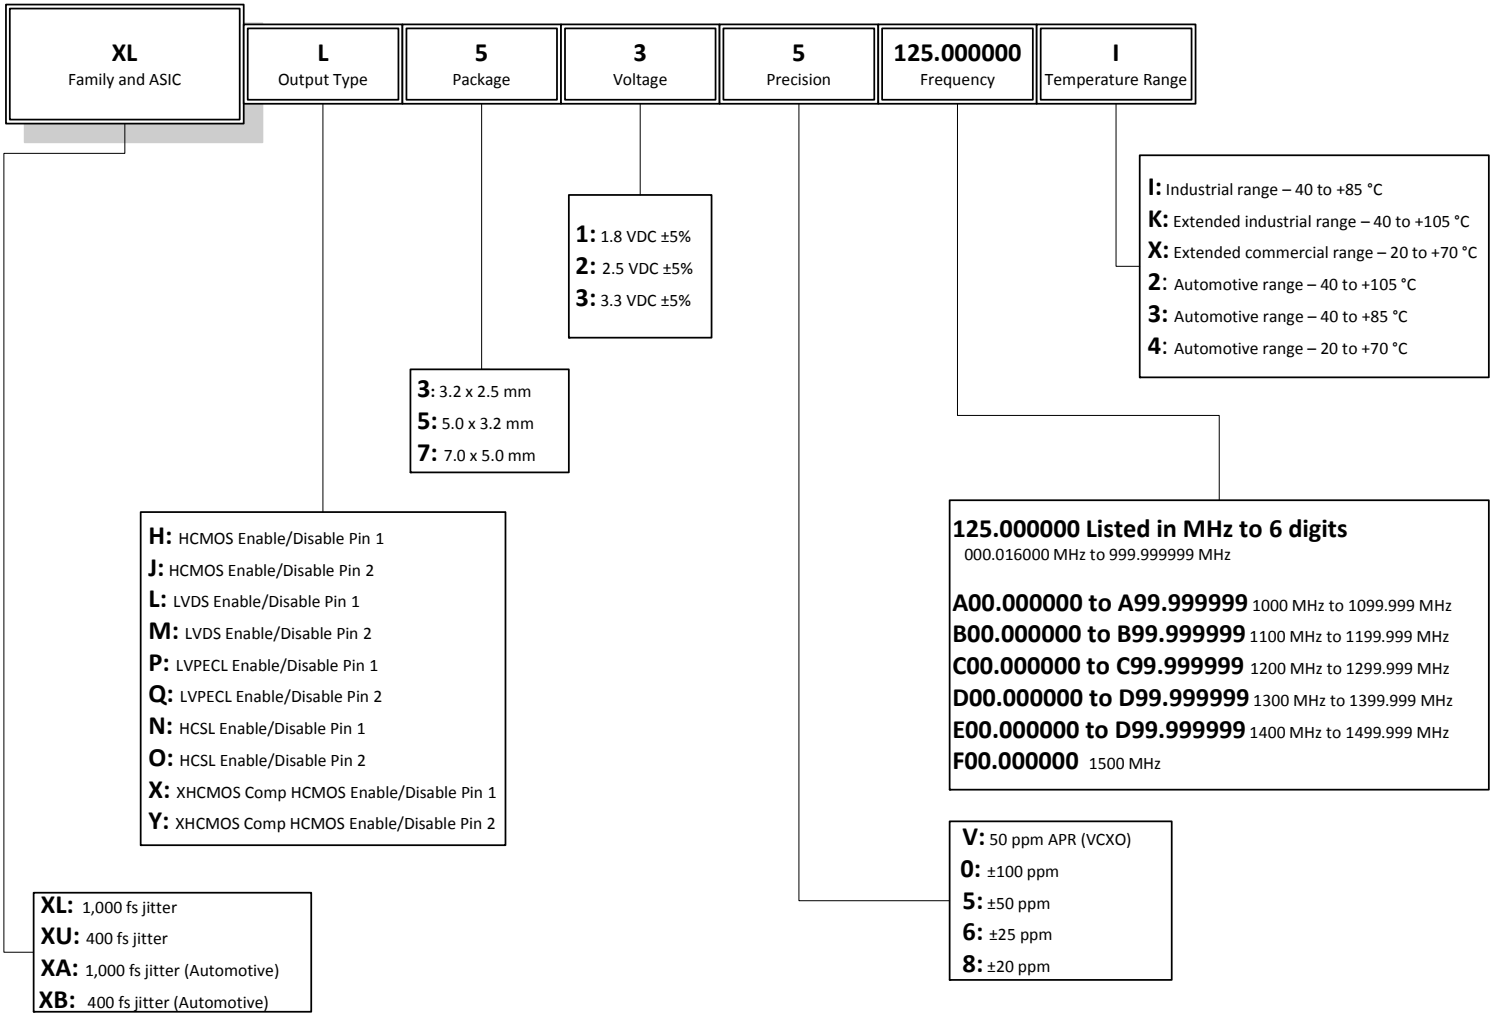 XL
Family and ASIC
L
Output Type
5
Package
3
Voltage
5
Precision
125.000000
Frequency
I
Temperature Range
I: Industrial range – 40 to +85 °C
K: Extended industrial range – 40 to +105 °C
X: Extended commercial range – 20 to +70 °C
2: Automotive range – 40 to +105 °C
3: Automotive range – 40 to +85 °C
4: Automotive range – 20 to +70 °C
1: 1.8 VDC ±5%
2: 2.5 VDC ±5%
3: 3.3 VDC ±5%
3: 3.2 x 2.5 mm
5: 5.0 x 3.2 mm
7: 7.0 x 5.0 mm
H: HCMOS Enable/Disable Pin 1
J: HCMOS Enable/Disable Pin 2
L: LVDS Enable/Disable Pin 1
M: LVDS Enable/Disable Pin 2
P: LVPECL Enable/Disable Pin 1
Q: LVPECL Enable/Disable Pin 2
N: HCSL Enable/Disable Pin 1
O: HCSL Enable/Disable Pin 2
X: XHCMOS Comp HCMOS Enable/Disable Pin 1
Y: XHCMOS Comp HCMOS Enable/Disable Pin 2
125.000000 Listed in MHz to 6 digits
000.016000 MHz to 999.999999 MHz
A00.000000 to A99.999999 1000 MHz to 1099.999 MHz
B00.000000 to B99.999999 1100 MHz to 1199.999 MHz
C00.000000 to C99.999999 1200 MHz to 1299.999 MHz
D00.000000 to D99.999999 1300 MHz to 1399.999 MHz
E00.000000 to D99.999999 1400 MHz to 1499.999 MHz
F00.000000 1500 MHz
V: 50 ppm APR (VCXO)
0: ±100 ppm
5: ±50 ppm
6: ±25 ppm
8: ±20 ppm
XL: 1,000 fs jitter
XU: 400 fs jitter
XA: 1,000 fs jitter (Automotive)
XB: 400 fs jitter (Automotive)